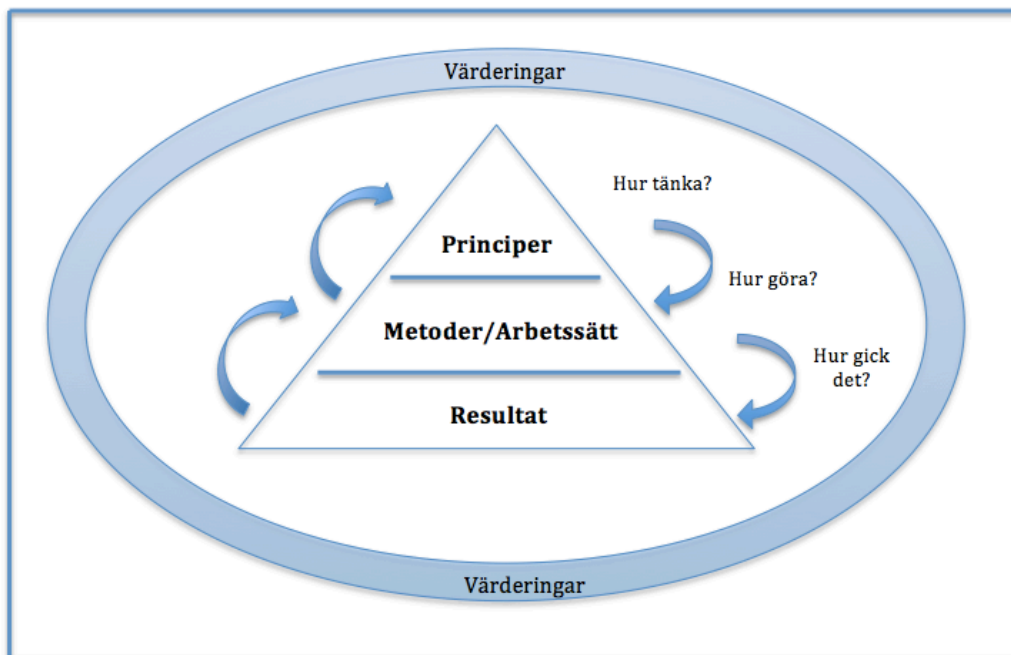 Värderingar
Hur tänka?
Principer
Hur göra?
Metoder/Arbetssätt
Hur gick
det?
Resultat
Värderingar